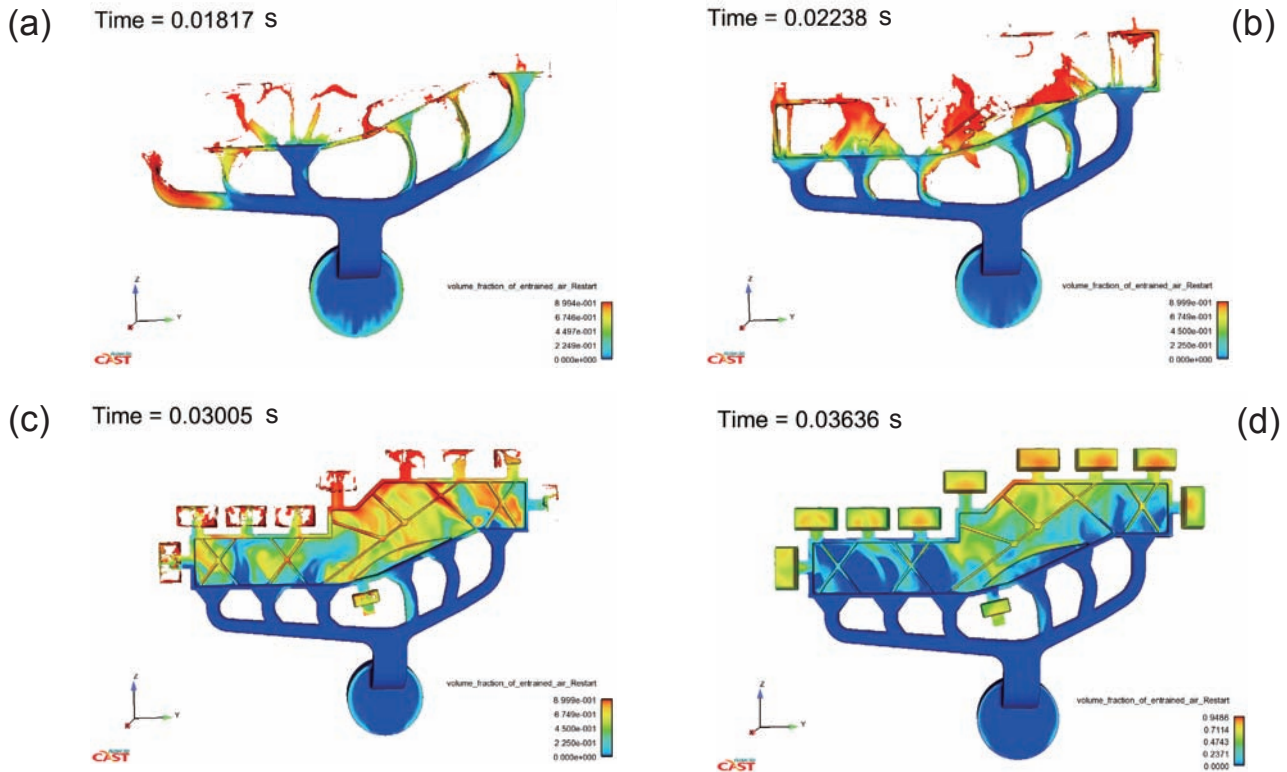 (a)
Time = 0.01817 s
Z
Y
volume_fraction_of_entrained_air_Restart
8.994e-001
6.746e-001
4.497e-001
2.249e-001
0.000e+000
CAST
(b)
Time = 0.02238 s
Z
Y
volume_fraction_of_entrained_air_Restart
8.999e-001
6.749e-001
4.500e-001
2.250e-001
0.000e+000
CAST
(c)
Time = 0.03005 s
Z
Y
volume_fraction_of_entrained_air_Restart
8.999e-001
6.749e-001
4.500e-001
2.250e-001
0.000e+000
CAST
(d)
Time = 0.03636 s
Z
Y
volume_fraction_of_entrained_air_Restart
0.9486
0.7114
0.4743
0.2371
0.0000
CAST